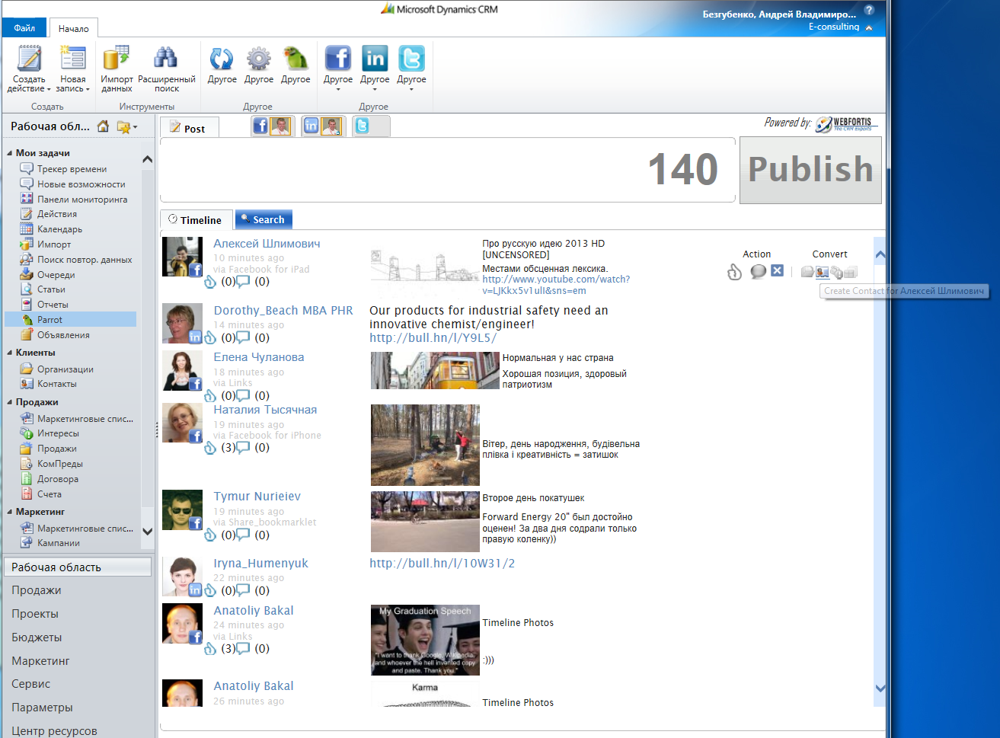 Microsoft Dynamics CRM
Безгубенко, Андрей Владимиро...
E-consulting
Файл
Начало
Создать действие
Новая запись
Импорт данных
Расширенный поиск
Другое
Другое
Другое
Другое
Другое
Другое
Создать
Инструменты
Другое
Другое
Рабочая обл...
Мои задачи
Трекер времени
Новые возможности
Панели мониторинга
Действия
Календарь
Импорт
Поиск повтор. данных
Очереди
Статьи
Отчеты
Parrot
Объявления
Клиенты
Организации
Контакты
Продажи
Маркетинговые спис...
Интересы
Продажи
КомПреды
Договора
Счета
Маркетинг
Маркетинговые спис...
Кампании
Рабочая область
Продажи
Проекты
Бюджеты
Маркетинг
Сервис
Параметры
Центр ресурсов
Post
Powered by:
WEBFORTIS
The CRM experts
140
Publish
Timeline
Search
Алексей Шлимович
10 minutes ago
via Facebook for iPad
(0) (0)
Про русскую идею 2013 HD
[UNCENSORED]
Местами обсценная лексика.
http://www.youtube.com/watch?
v=LJKkx5v1uII&sns=em
Action
Convert
Create Contact for Алексей Шлимович
Dorothy_Beach MBA PHR
14 minutes ago
(0) (0)
Our products for industrial safety need an
innovative chemist/engineer!
http://bull.hn/l/Y9L5/
Елена Чуланова
18 minutes ago
via Links
(0) (0)
Нормальная у нас страна
Хорошая позиция, здоровый
патриотизм
Наталия Тысячная
19 minutes ago
via Facebook for iPhone
(3) (0)
Вітер, день народження, будівельна
плівка і креативність = затишок
Tymur Nurieiev
19 minutes ago
via Share_bookmarklet
(0) (0)
Второе день покатушек
Forward Energy 20" был достойно
оценен! За два дня содрали только
правую коленку))
Iryna_Humenyuk
22 minutes ago
(0) (0)
http://bull.hn/l/10W31/2
Anatoliy Bakal
24 minutes ago
via Links
(3) (0)
My Graduation Speech
"I want to thank Google, Wikipedia,
and whoever the hell invented copy
and paste. Thank you."
Timeline Photos
:)))
Anatoliy Bakal
26 minutes ago
Karma
Timeline Photos